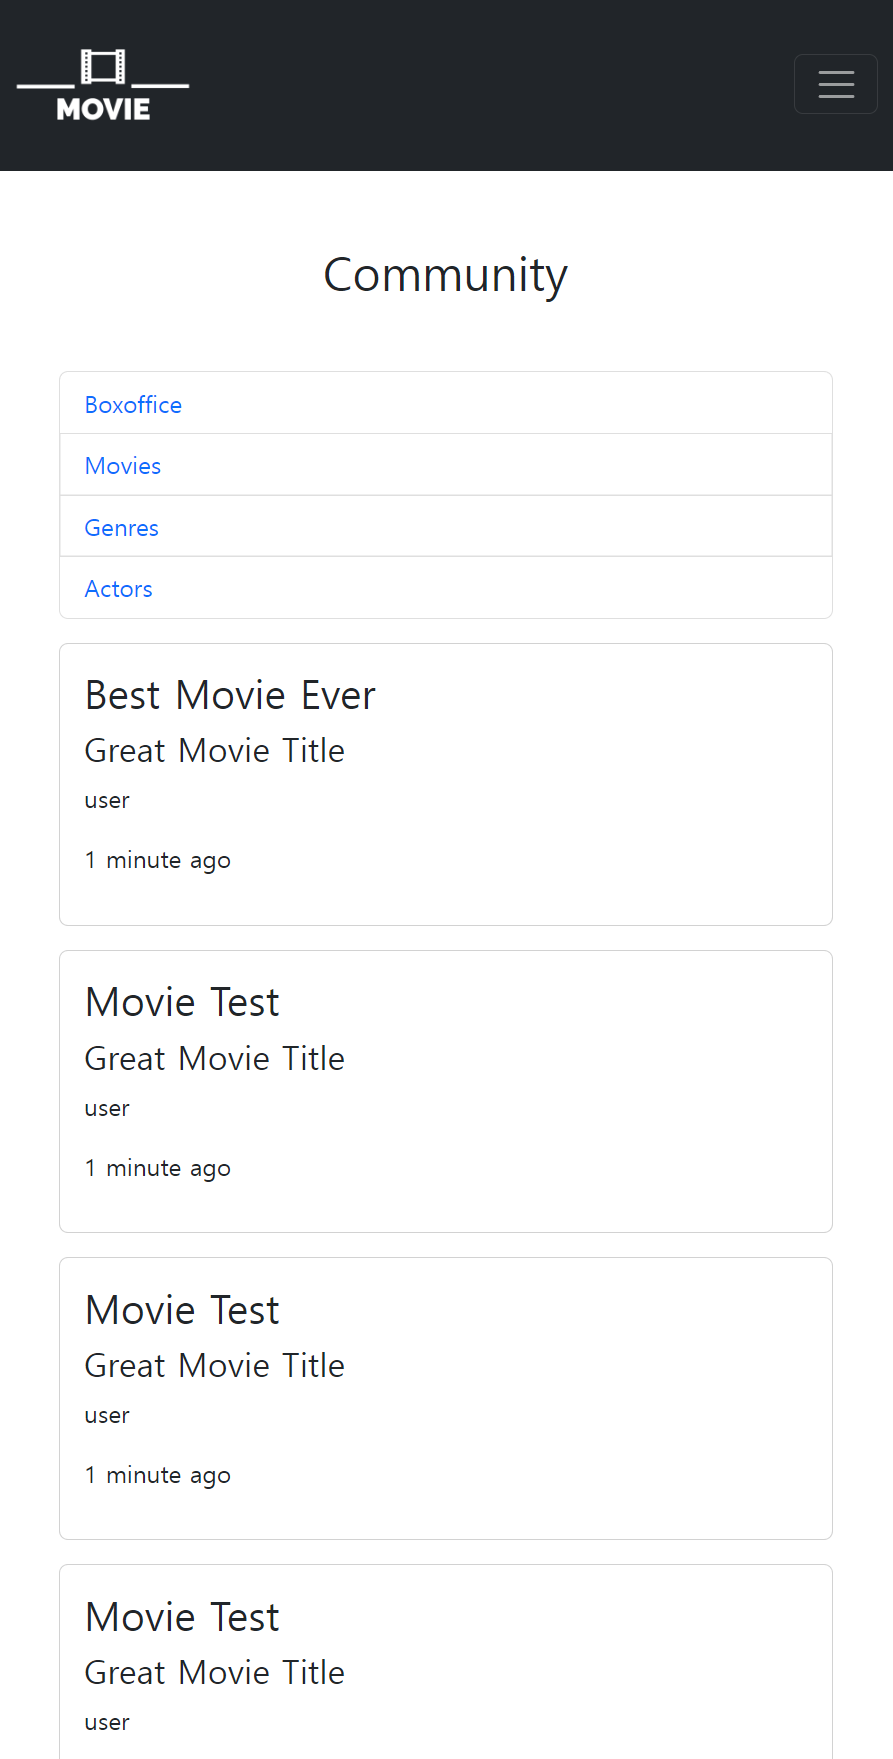 MOVIE
Community
Boxoffice
Movies
Genres
Actors
Best Movie Ever
Great Movie Title
user
1 minute ago
Movie Test
Great Movie Title
user
1 minute ago
Movie Test
Great Movie Title
user
1 minute ago
Movie Test
Great Movie Title
user